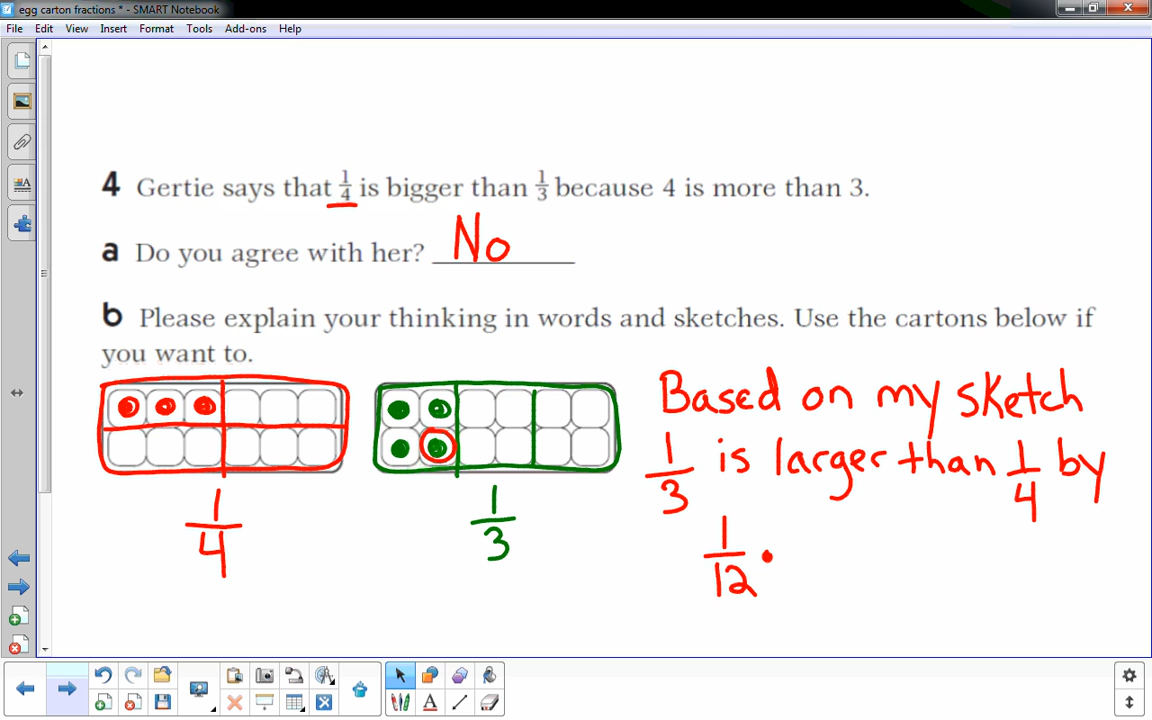 egg carton fractions * - SMART Notebook
File Edit View Insert Format Tools Add-ons Help
4 Gertie says that 1/4 is bigger than 1/3 because 4 is more than 3.
a Do you agree with her? No
b Please explain your thinking in words and sketches. Use the cartons below if
you want to.
1/4
1/3
Based on my sketch
1/3 is larger than 1/4 by
1/12.